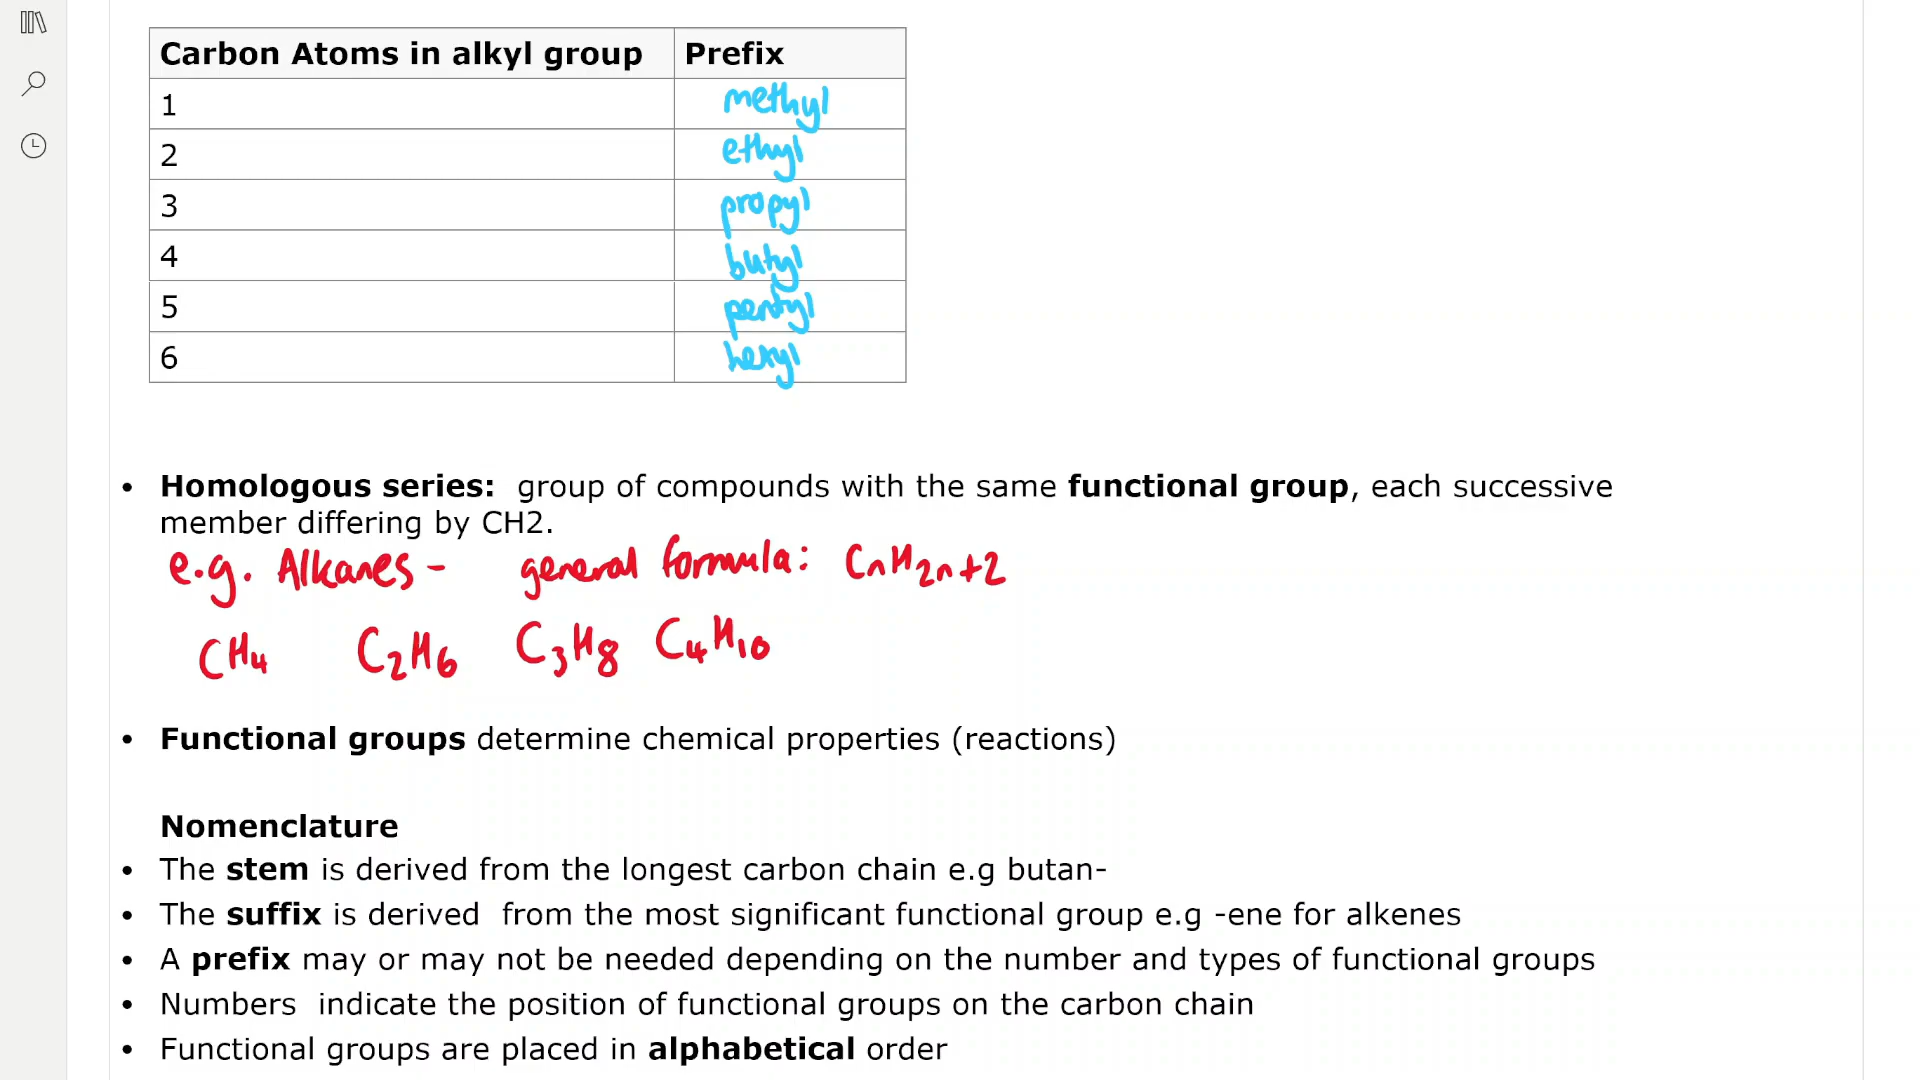 Carbon Atoms in alkyl group Prefix
1 methyl
2 ethyl
3 propyl
4 butyl
5 pentyl
6 hexyl
• Homologous series: group of compounds with the same functional group, each successive
member differing by CH2.
e.g. Alkanes - general formula: CnH2n+2
CH4 C2H6 C3H8 C4H10
• Functional groups determine chemical properties (reactions)
Nomenclature
• The stem is derived from the longest carbon chain e.g butan-
• The suffix is derived from the most significant functional group e.g -ene for alkenes
• A prefix may or may not be needed depending on the number and types of functional groups
• Numbers indicate the position of functional groups on the carbon chain
• Functional groups are placed in alphabetical order